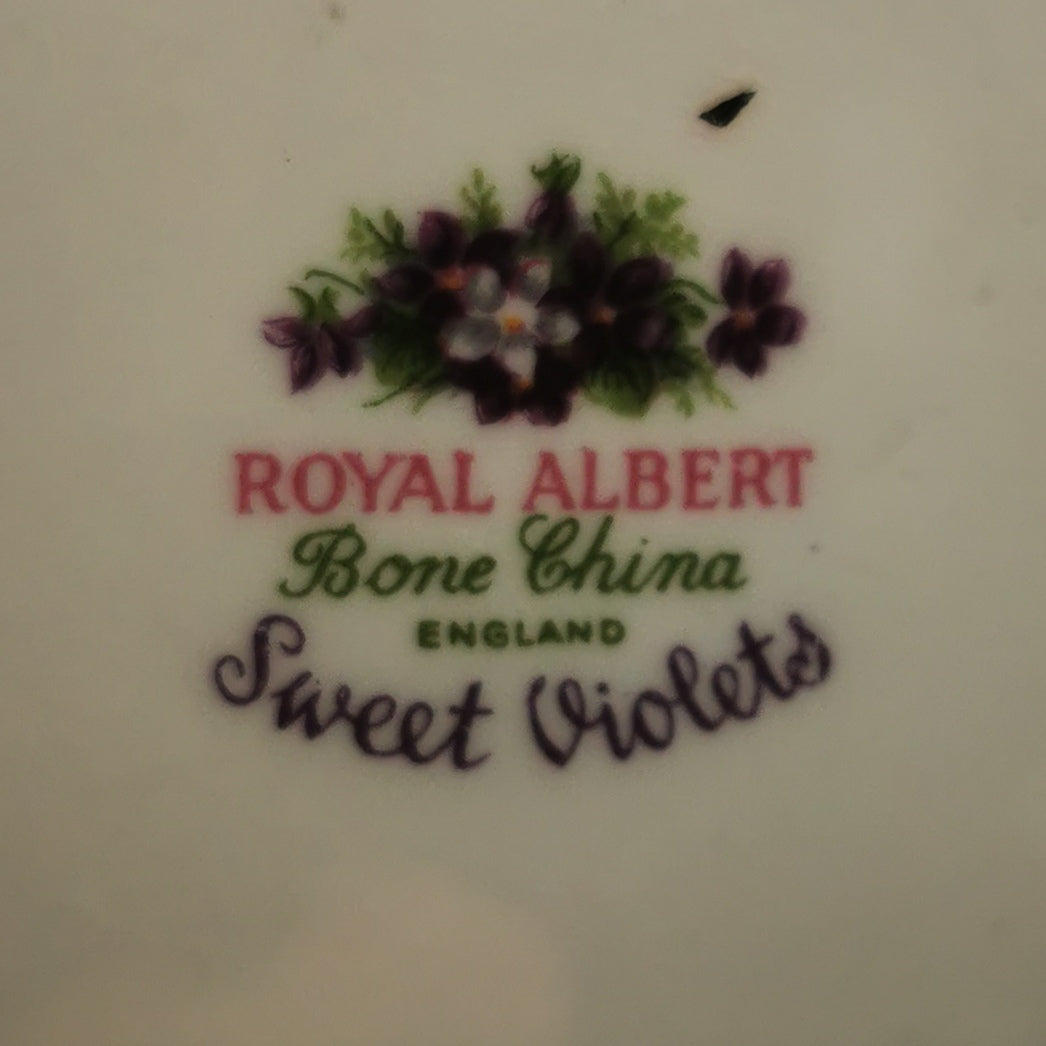 ROYAL ALBERT
Bone China
ENGLAND
Sweet Violets